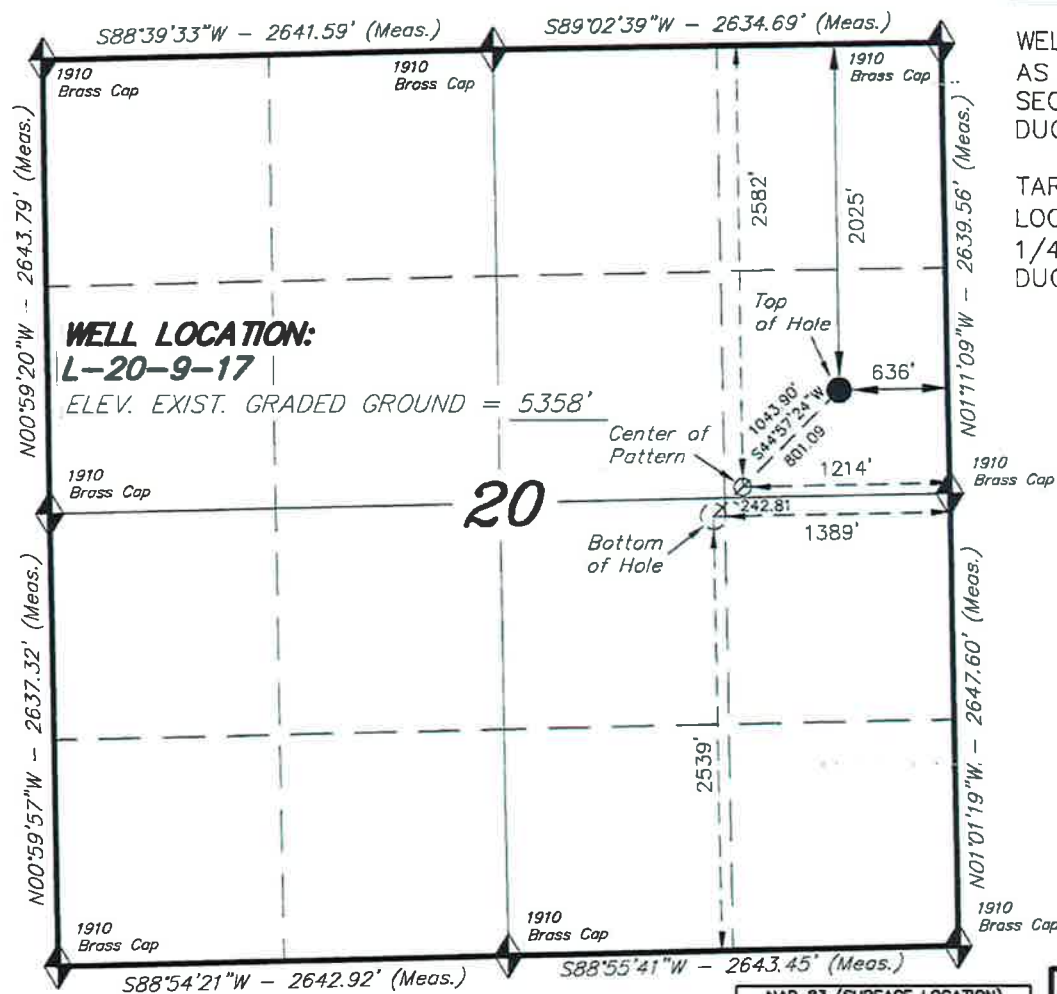 S88°39'33"W - 2641.59' (Meas.)
S89°02'39"W - 2634.69' (Meas.)
1910
Brass Cap
1910
Brass Cap
1910
Brass Cap
WEL
AS
SEC
DUC
TAR
LOC
1/4
DUC
N00°59'20"W - 2643.79' (Meas.)
2582'
2025'
N01°11'09"W - 2639.56' (Meas.)
WELL LOCATION:
L-20-9-17
ELEV. EXIST. GRADED GROUND = 5358'
Top
of Hole
636'
1043.90'
S44°57'24"W
801.09
Center of
Pattern
1214'
1910
Brass Cap
1910
Brass Cap
20
242.81
1389'
Bottom
of Hole
N00°59'57"W - 2637.32' (Meas.)
2539'
N01°01'19"W - 2647.60' (Meas.)
1910
Brass Cap
1910
Brass Cap
1910
Brass Cap
S88°54'21"W - 2642.92' (Meas.)
S88°55'41"W - 2643.45' (Meas.)
NAD 83 (SURFACE LOCATION)